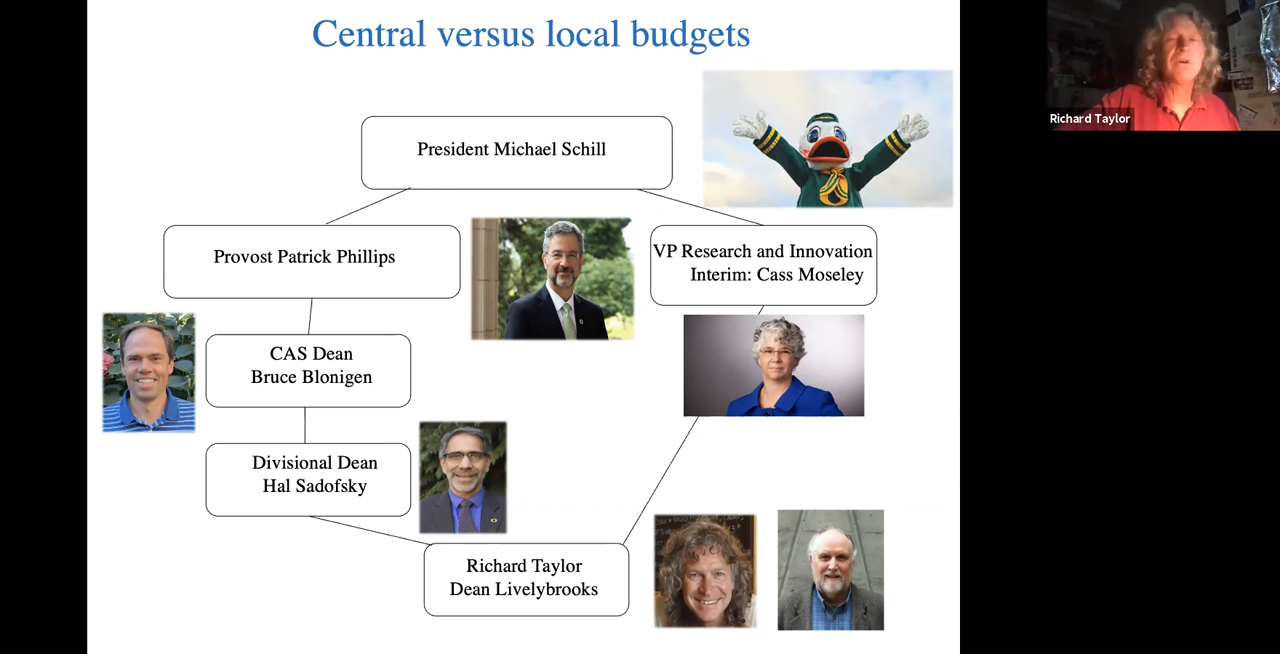 Central versus local budgets
Richard Taylor
President Michael Schill
Provost Patrick Phillips
VP Research and Innovation
Interim: Cass Moseley
CAS Dean
Bruce Blonigen
Divisional Dean
Hal Sadofsky
Richard Taylor
Dean Livelybrooks